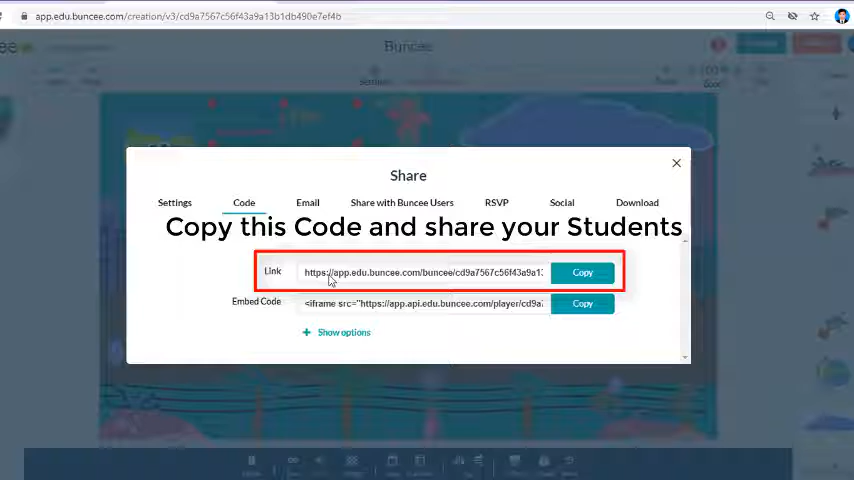 app.edu.buncee.com/creation/v3/cd9a7567c56f43a9a13b1db490e7ef4b
Buncee
Share
Settings Code Email Share with Buncee Users RSVP Social Download
Copy this Code and share your Students
Link https://app.edu.buncee.com/buncee/cd9a7567c56f43a9a1: Copy
Embed Code <iframe src="https://app.api.edu.buncee.com/player/cd9a Copy
+ Show options